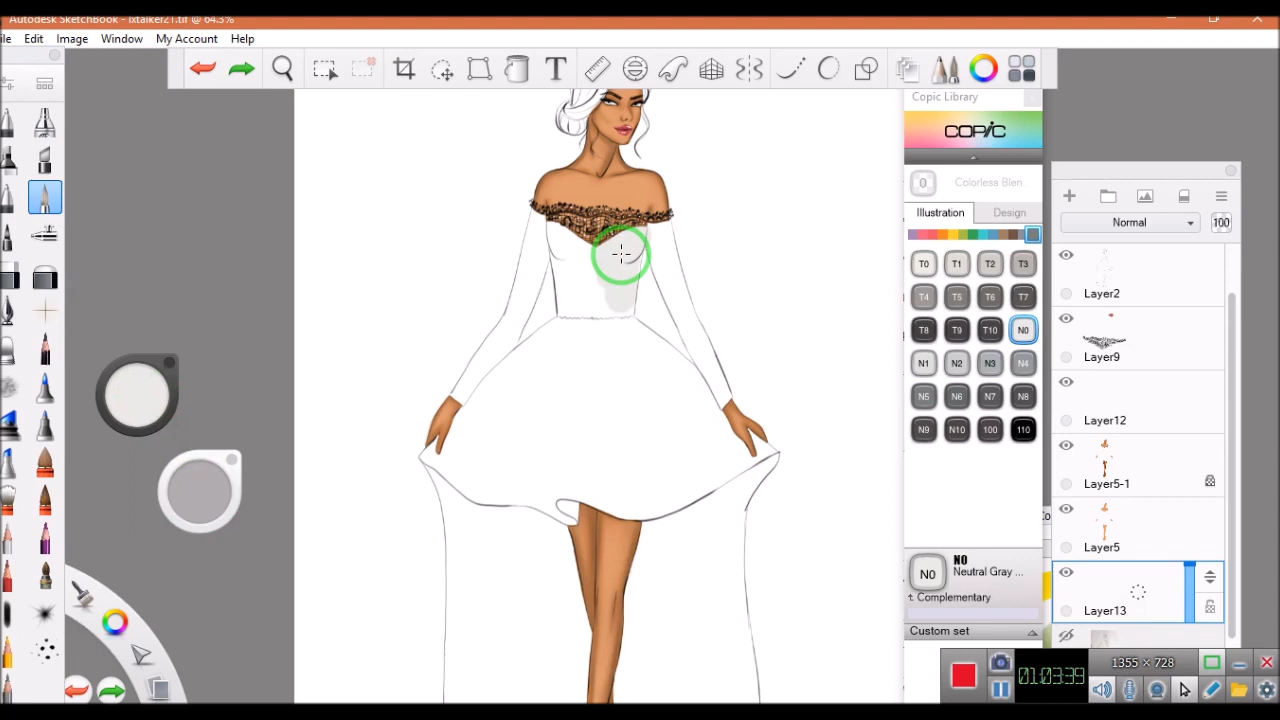 Autodesk SketchBook - ixtalker21.tif @ 64.3%
Edit Image Window My Account Help
T
Copic Library
COPIC
0 Colorless Blen.
Illustration Design
T0 T1 T2 T3
T4 T5 T6 T7
T8 T9 T10 N0
N1 N2 N3 N4
N5 N6 N7 N8
N9 N10 100 110
N0
N0
Neutral Gray ...
Complementary
Custom set
Normal 100
Layer2
Layer9
Layer12
Layer5-1
Layer5
Layer13
1355 × 728
01:03:39